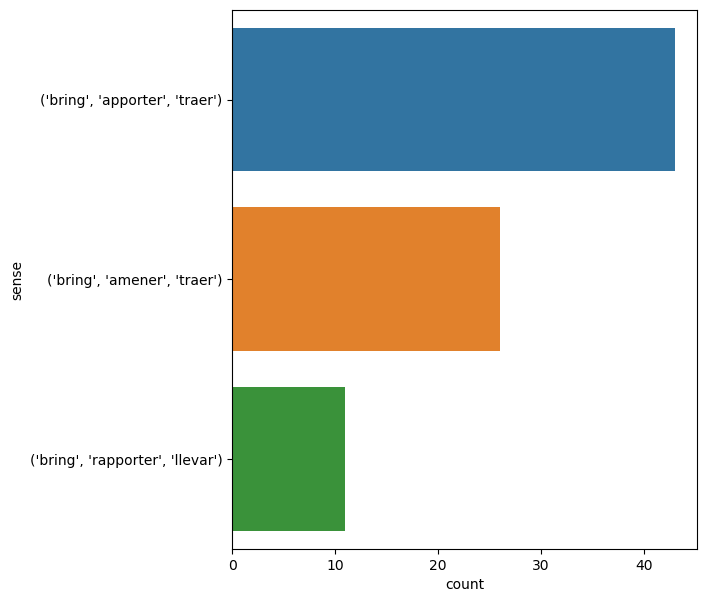 ('bring', 'apporter', 'traer')
('bring', 'amener', 'traer')
('bring', 'rapporter', 'llevar')
sense
0 10 20 30 40
count